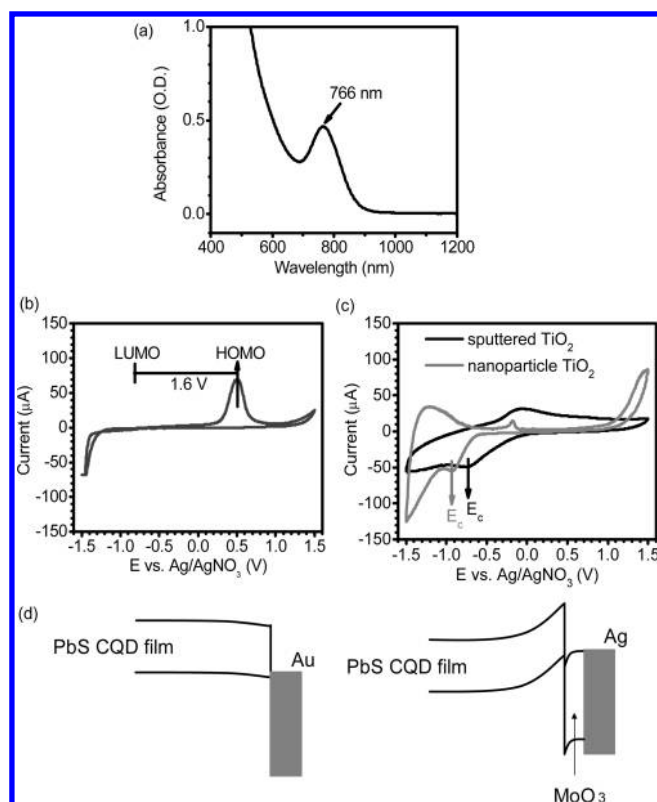 (a)
1.0
0.5
0.0
Absorbance (O.D.)
766 nm
400 600 800 1000 1200
Wavelength (nm)
(b)
150
100
50
0
-50
-100
-150
Current (µA)
LUMO HOMO
1.6 V
-1.5 -1.0 -0.5 0.0 0.5 1.0 1.5
E vs. Ag/AgNO₃ (V)
(c)
150
100
50
0
-50
-100
-150
Current (µA)
sputtered TiO₂
nanoparticle TiO₂
E꜀ E꜀
-1.5 -1.0 -0.5 0.0 0.5 1.0 1.5
E vs. Ag/AgNO₃ (V)
(d)
PbS CQD film
Au
PbS CQD film
Ag
MoO₃